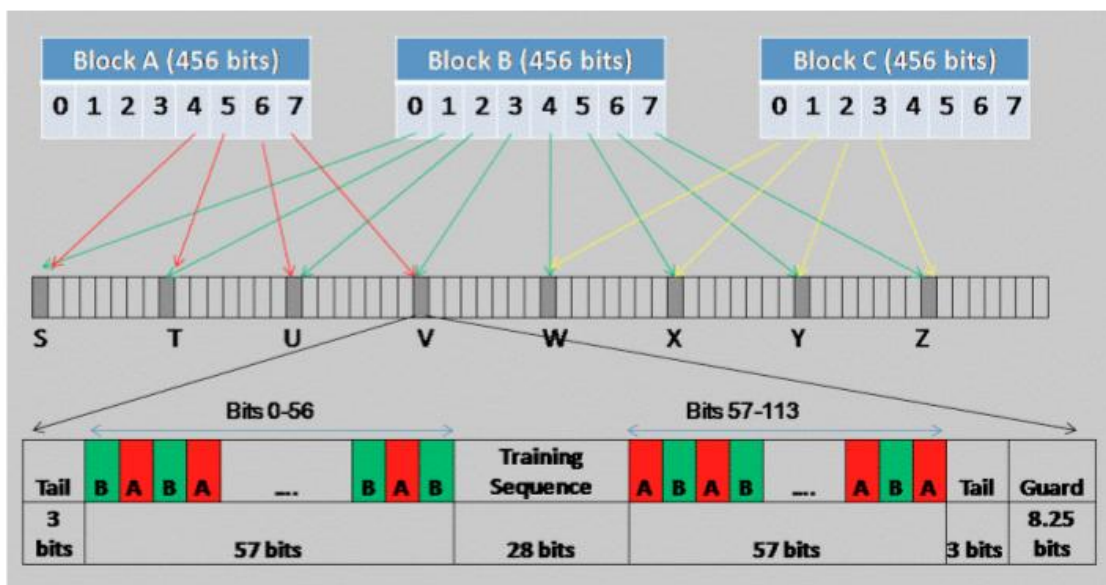 Block A (456 bits) Block B (456 bits) Block C (456 bits)
0 1 2 3 4 5 6 7 0 1 2 3 4 5 6 7 0 1 2 3 4 5 6 7
S T U V W X Y Z
Bits 0-56 Bits 57-113
Tail B A B A .... B A B Training Sequence A B A B .... A B A Tail Guard
3 bits 57 bits 28 bits 57 bits 3 bits 8.25 bits